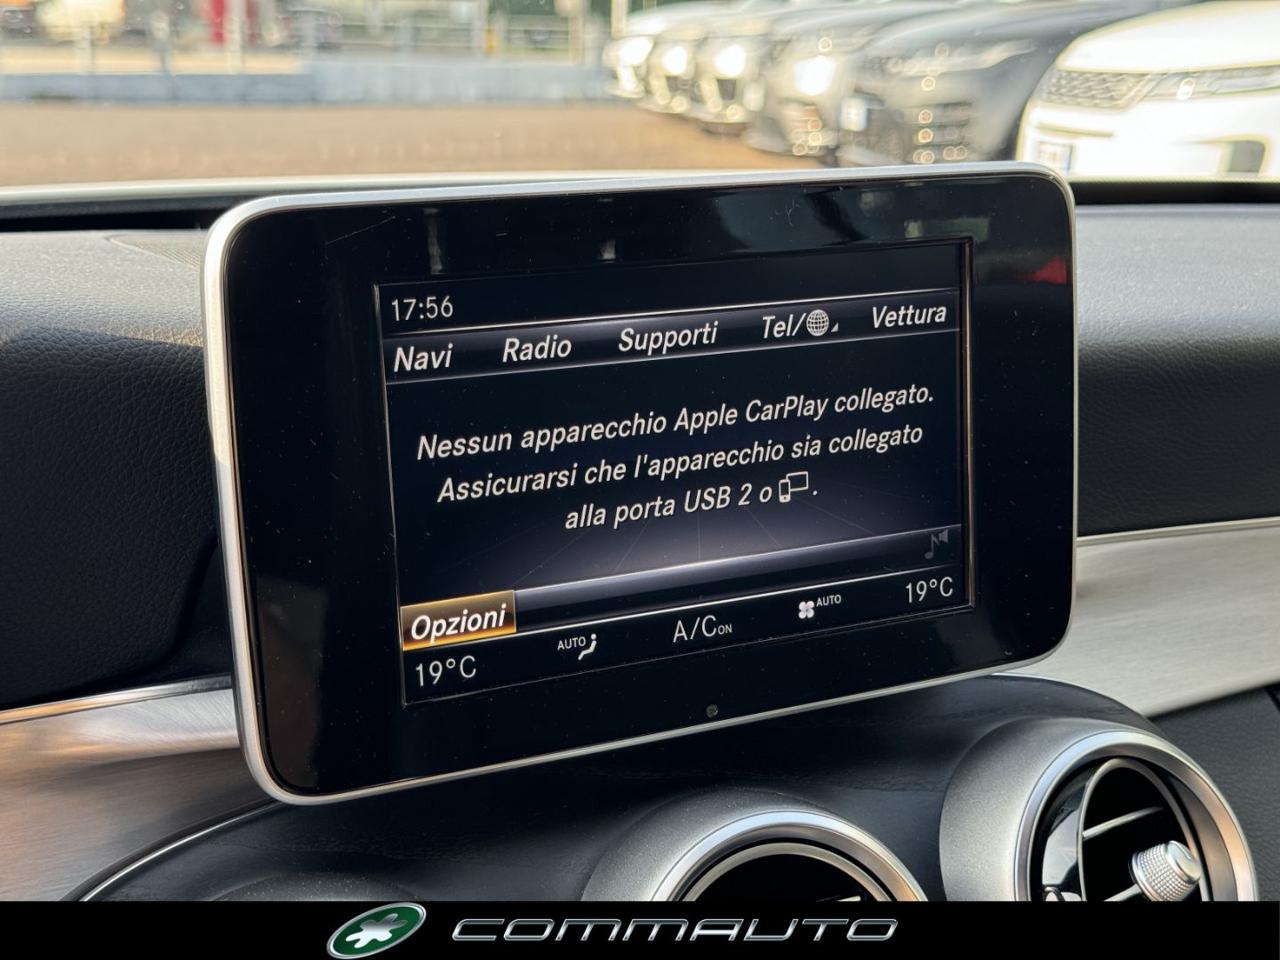 17:56
Navi Radio Supporti Tel/ Vettura
Nessun apparecchio Apple CarPlay collegato.
Assicurarsi che l'apparecchio sia collegato
alla porta USB 2 o .
Opzioni
19°C AUTO A/C ON AUTO 19°C
COMMAUTO